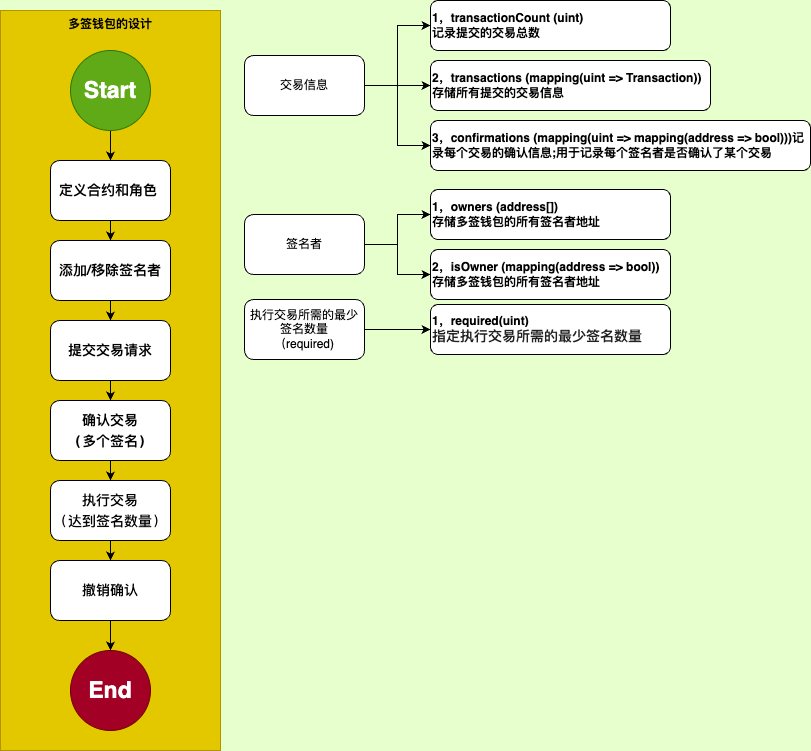 多签钱包的设计
Start
定义合约和角色
添加/移除签名者
提交交易请求
确认交易
(多个签名)
执行交易
（达到签名数量）
撤销确认
End
交易信息
1，transactionCount (uint)
记录提交的交易总数
2，transactions (mapping(uint => Transaction))
存储所有提交的交易信息
3，confirmations (mapping(uint => mapping(address => bool)))记
录每个交易的确认信息;用于记录每个签名者是否确认了某个交易
签名者
1，owners (address[])
存储多签钱包的所有签名者地址
2，isOwner (mapping(address => bool))
存储多签钱包的所有签名者地址
执行交易所需的最少
签名数量
（required)
1，required(uint)
指定执行交易所需的最少签名数量